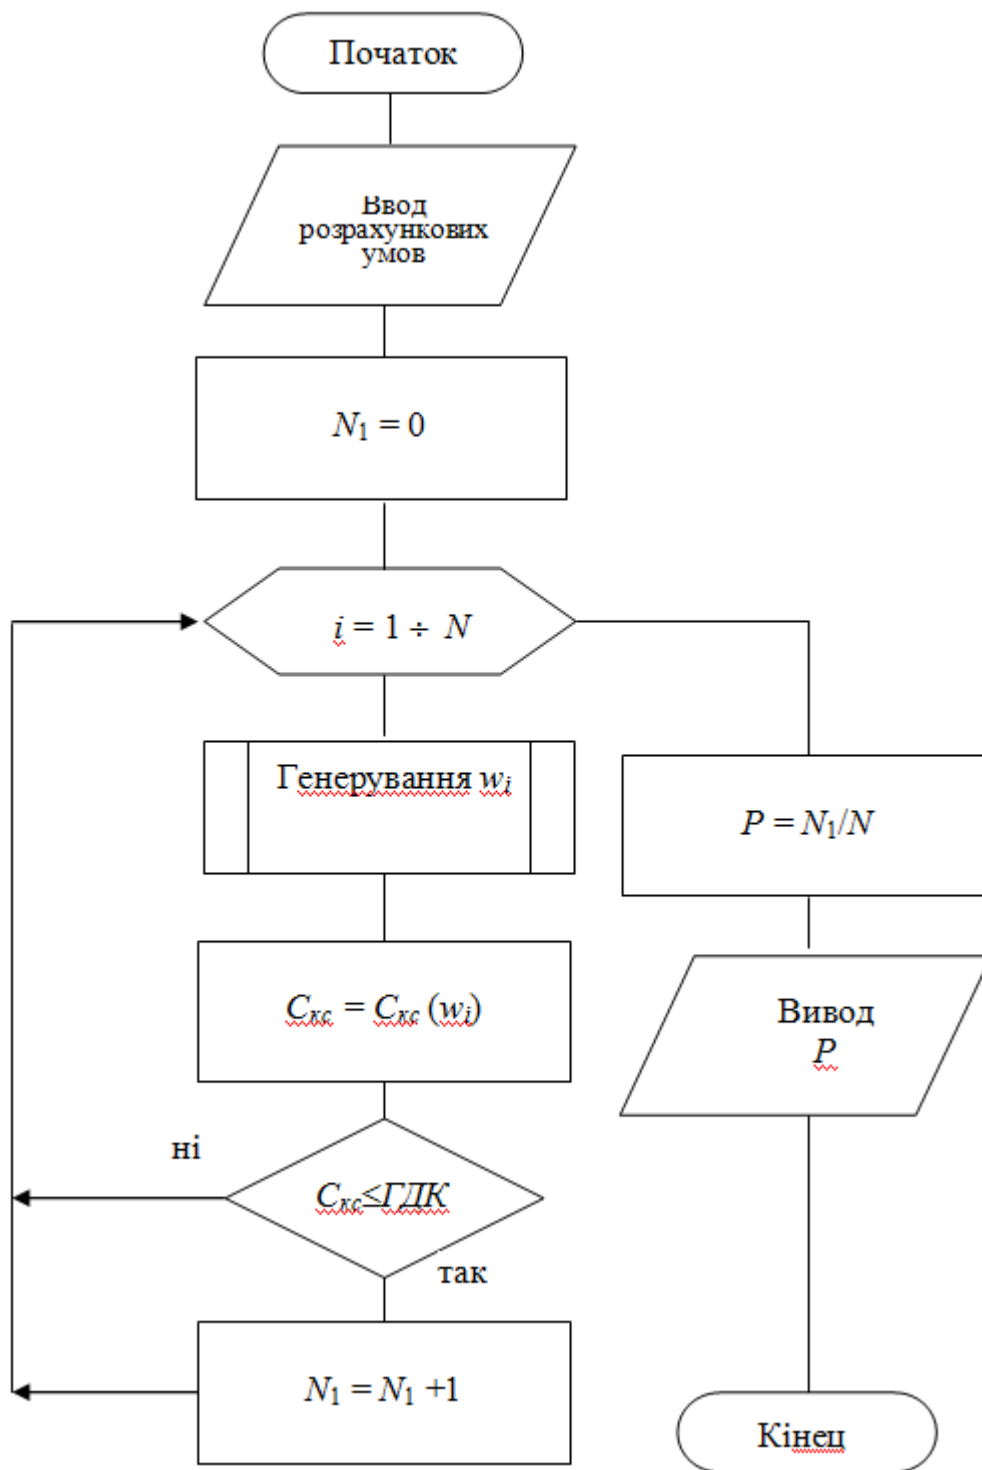 Початок
Ввод
розрахункових
умов
N₁ = 0
i = 1 ÷ N
Генерування wᵢ
P = N₁/N
Cкс = Cкс (wᵢ)
Вивод
P
ні
Cкс≤ГДК
так
N₁ = N₁ +1
Кінец